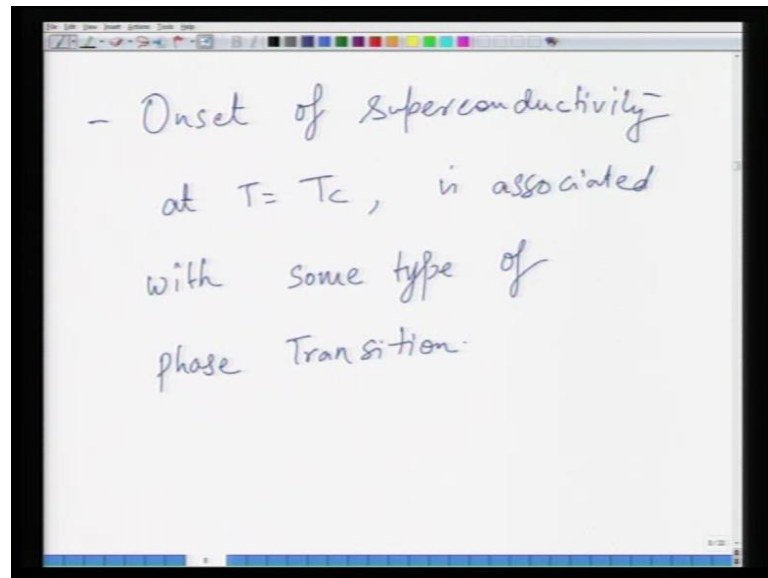 - Onset of superconductivity
at T = Tc, is associated
with some type of
phase Transition.